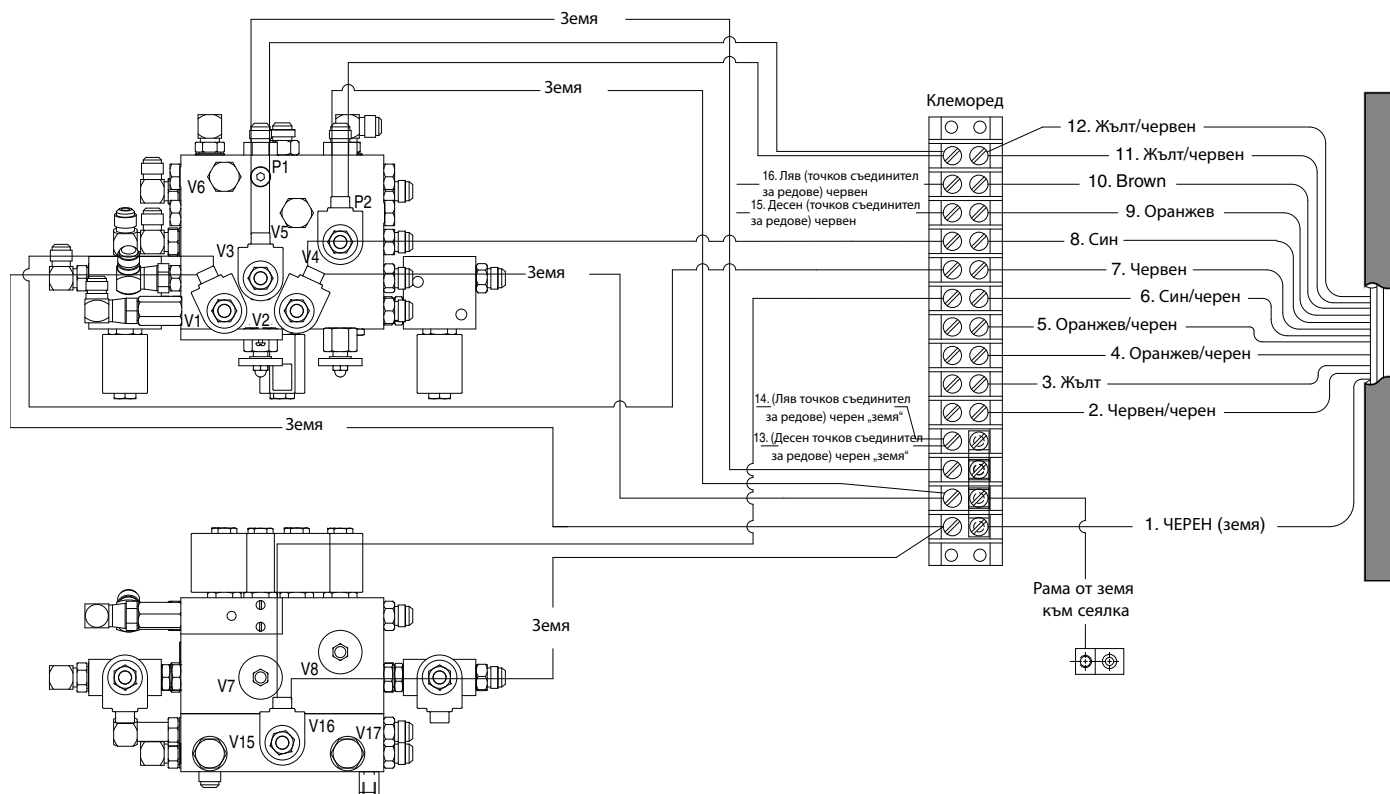 Земя
Земя
Клеморед
12. Жълт/червен
11. Жълт/червен
16. Ляв (точков съединител
за редове) червен
10. Brown
15. Десен (точков съединител
за редове) червен
9. Оранжев
8. Син
7. Червен
6. Син/черен
5. Оранжев/черен
4. Оранжев/черен
3. Жълт
14. (Ляв точков съединител
за редове) черен „земя“
2. Червен/черен
13. (Десен точков съединител
за редове) черен „земя“
1. ЧЕРЕН (земя)
P1
V6
P2
V5
V3
V4
Земя
V1
V2
Земя
Рама от земя
към сеялка
Земя
V8
V7
V16
V17
V15